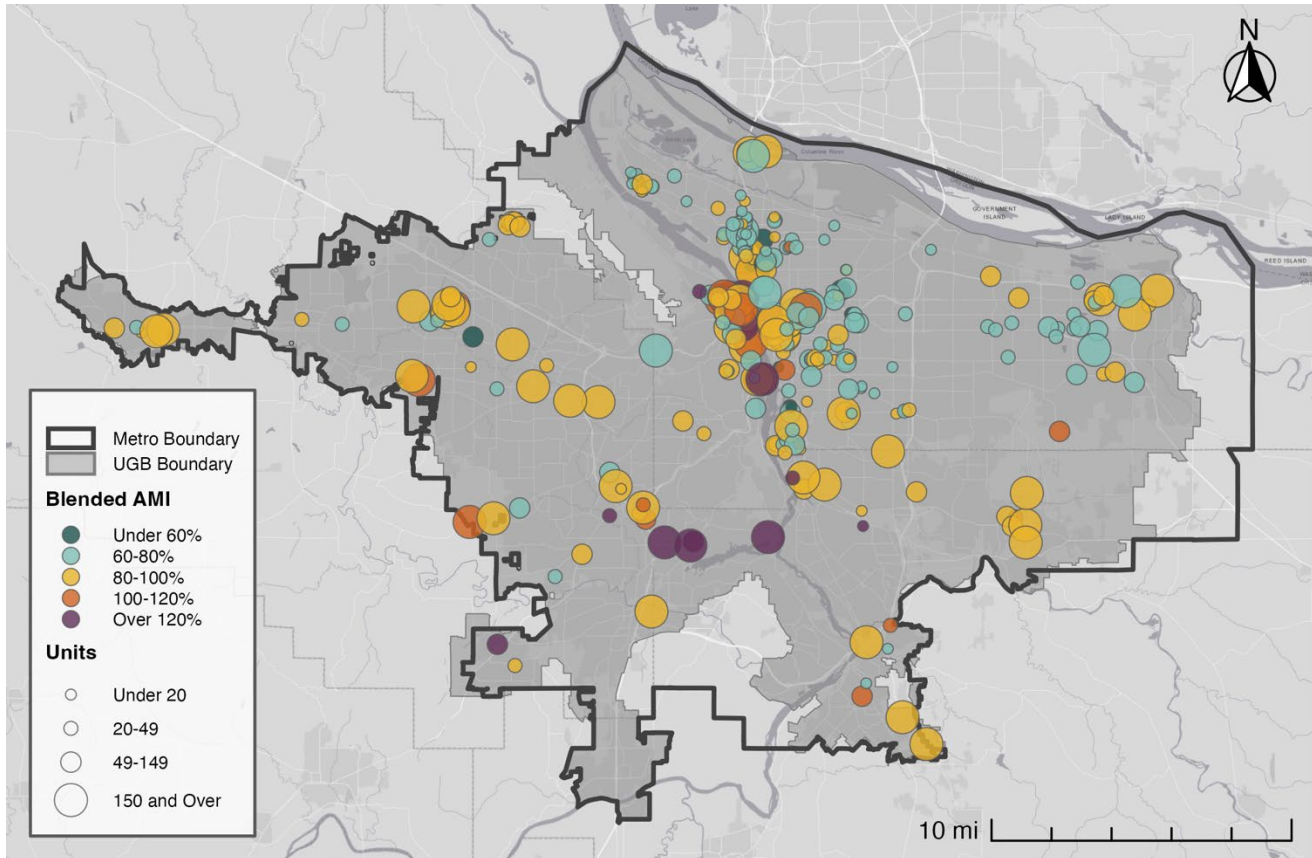 Lake
N
Columbia River
GOVERNMENT
ISLAND
LADY ISLAND
REED ISLAND
Metro Boundary
UGB Boundary
Blended AMI
Under 60%
60-80%
80-100%
100-120%
Over 120%
Units
Under 20
20-49
49-149
150 and Over
10 mi